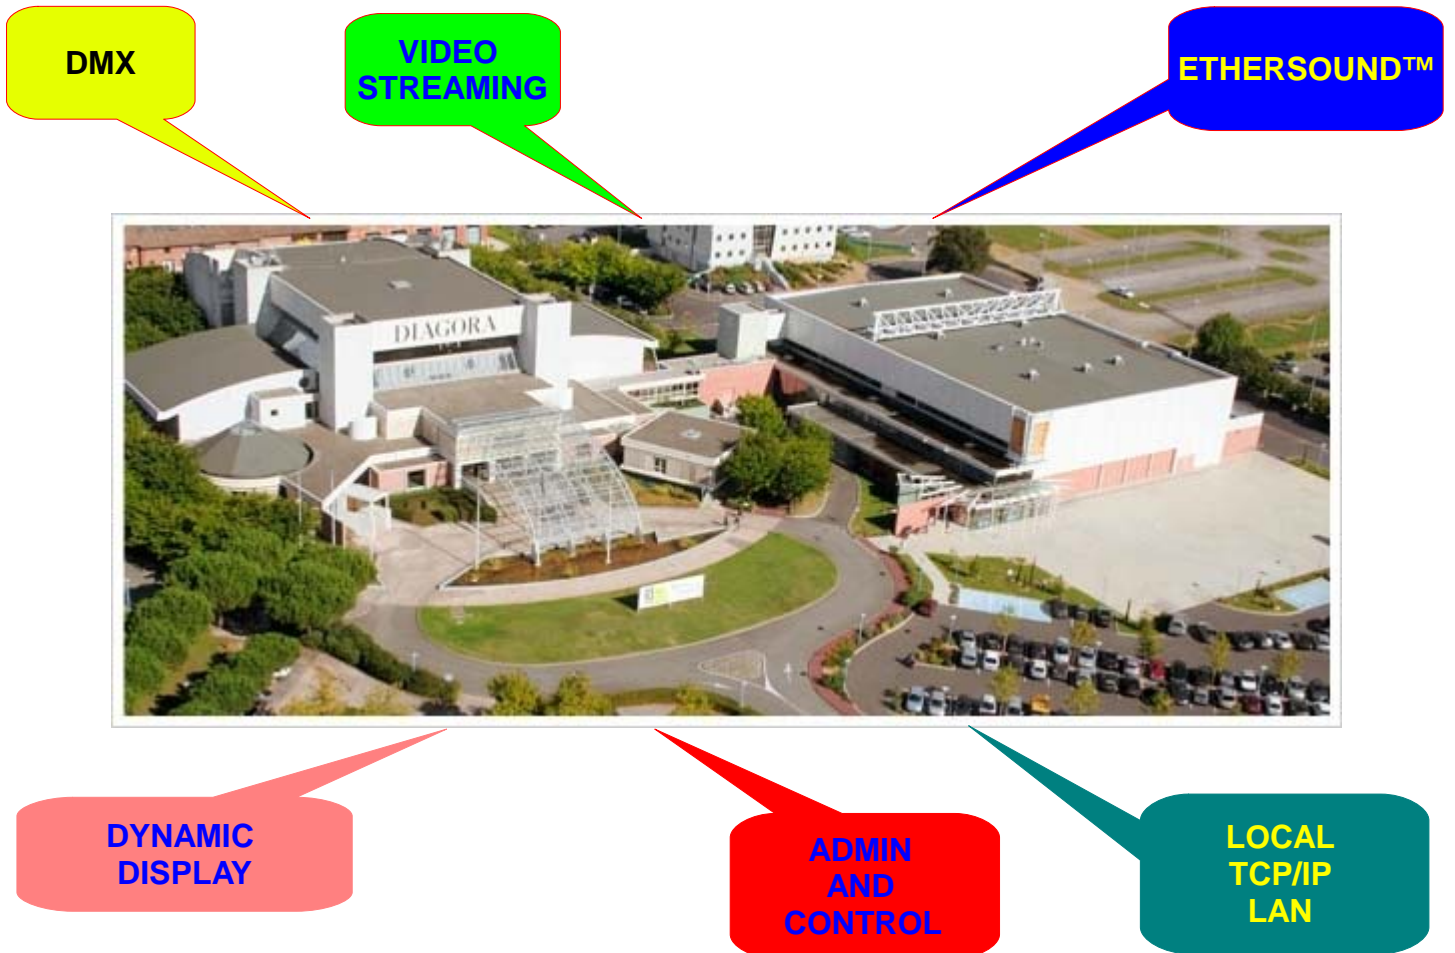 DMX
VIDEO
STREAMING
ETHERSOUND™
DIAGORA
DYNAMIC
DISPLAY
ADMIN
AND
CONTROL
LOCAL
TCP/IP
LAN